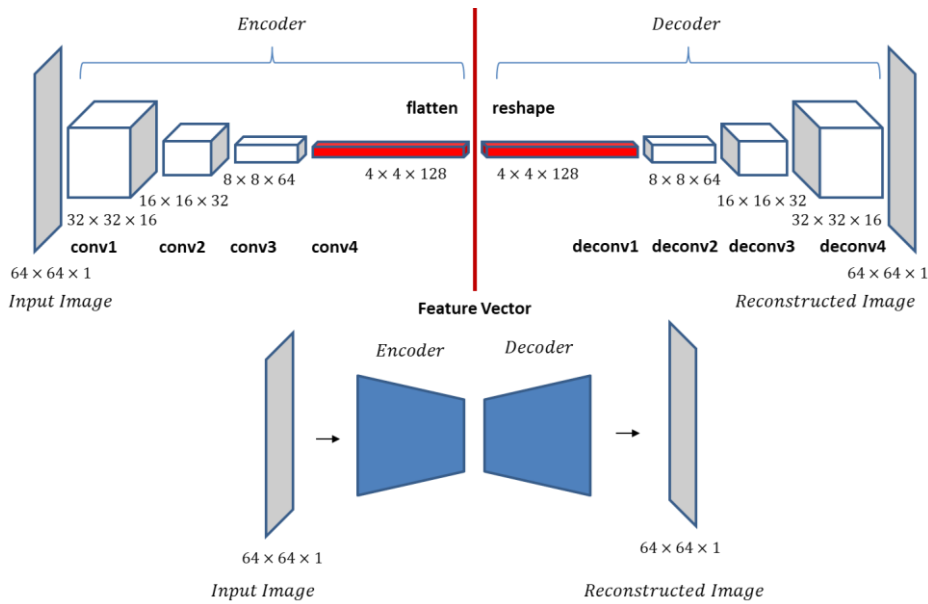 Encoder
Decoder
flatten
reshape
4 × 4 × 128
4 × 4 × 128
8 × 8 × 64
8 × 8 × 64
16 × 16 × 32
16 × 16 × 32
32 × 32 × 16
32 × 32 × 16
conv1
conv2
conv3
conv4
deconv1
deconv2
deconv3
deconv4
64 × 64 × 1
64 × 64 × 1
Input Image
Reconstructed Image
Feature Vector
Encoder
Decoder
64 × 64 × 1
64 × 64 × 1
Input Image
Reconstructed Image